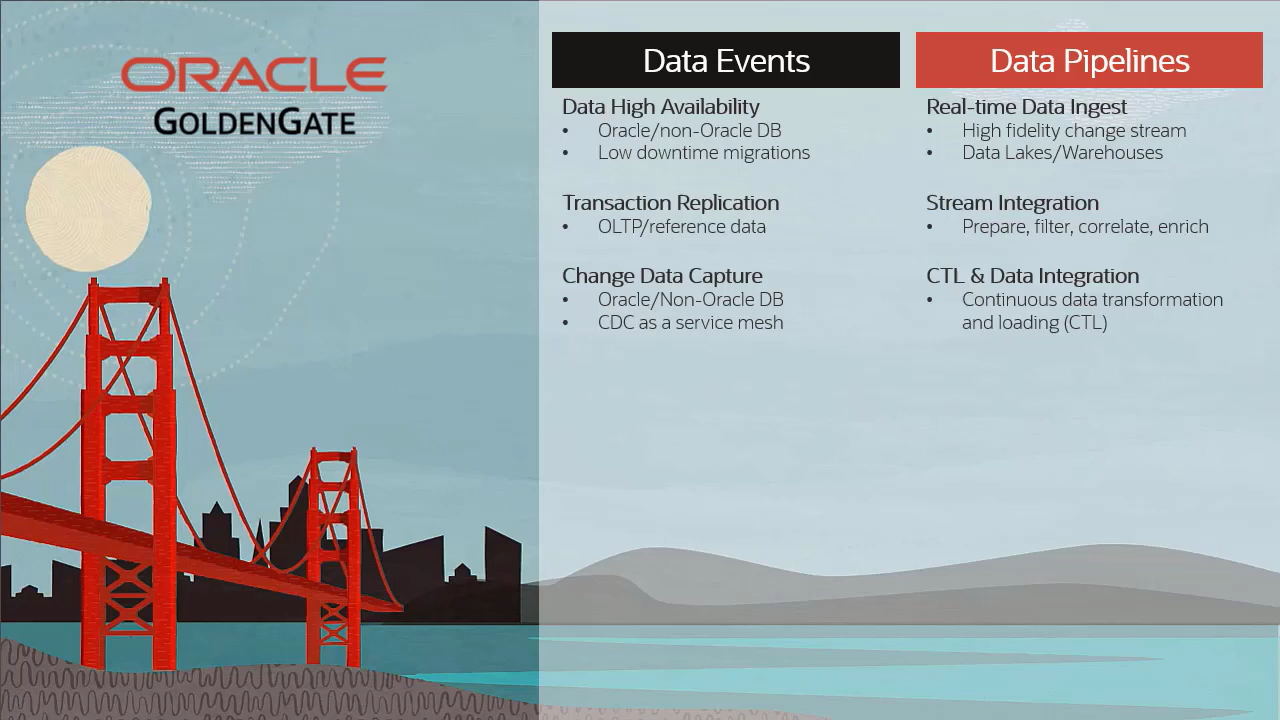 ORACLE
GOLDENGATE
Data Events
Data High Availability
• Oracle/non-Oracle DB
• Low downtime migrations
Transaction Replication
• OLTP/reference data
Change Data Capture
• Oracle/Non-Oracle DB
• CDC as a service mesh
Data Pipelines
Real-time Data Ingest
• High fidelity change stream
• Data Lakes/Warehouses
Stream Integration
• Prepare, filter, correlate, enrich
CTL & Data Integration
• Continuous data transformation
and loading (CTL)